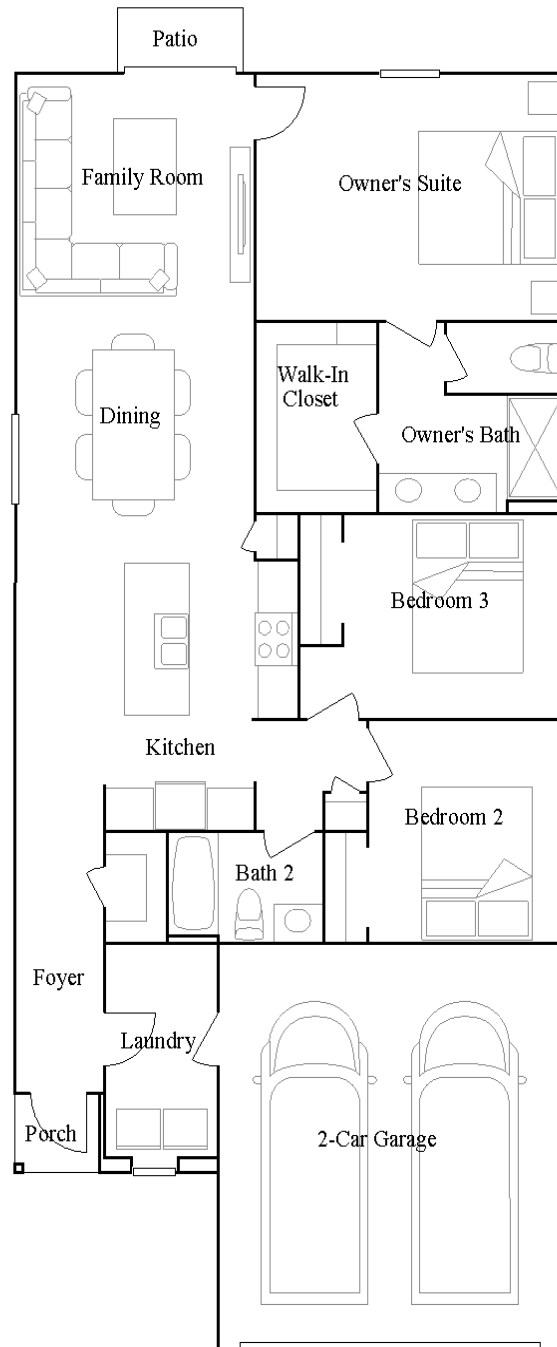 Patio
Family Room
Owner's Suite
Walk-In
Closet
Dining
Owner's Bath
Bedroom 3
Kitchen
Bedroom 2
Bath 2
Foyer
Laundry
Porch
2-Car Garage